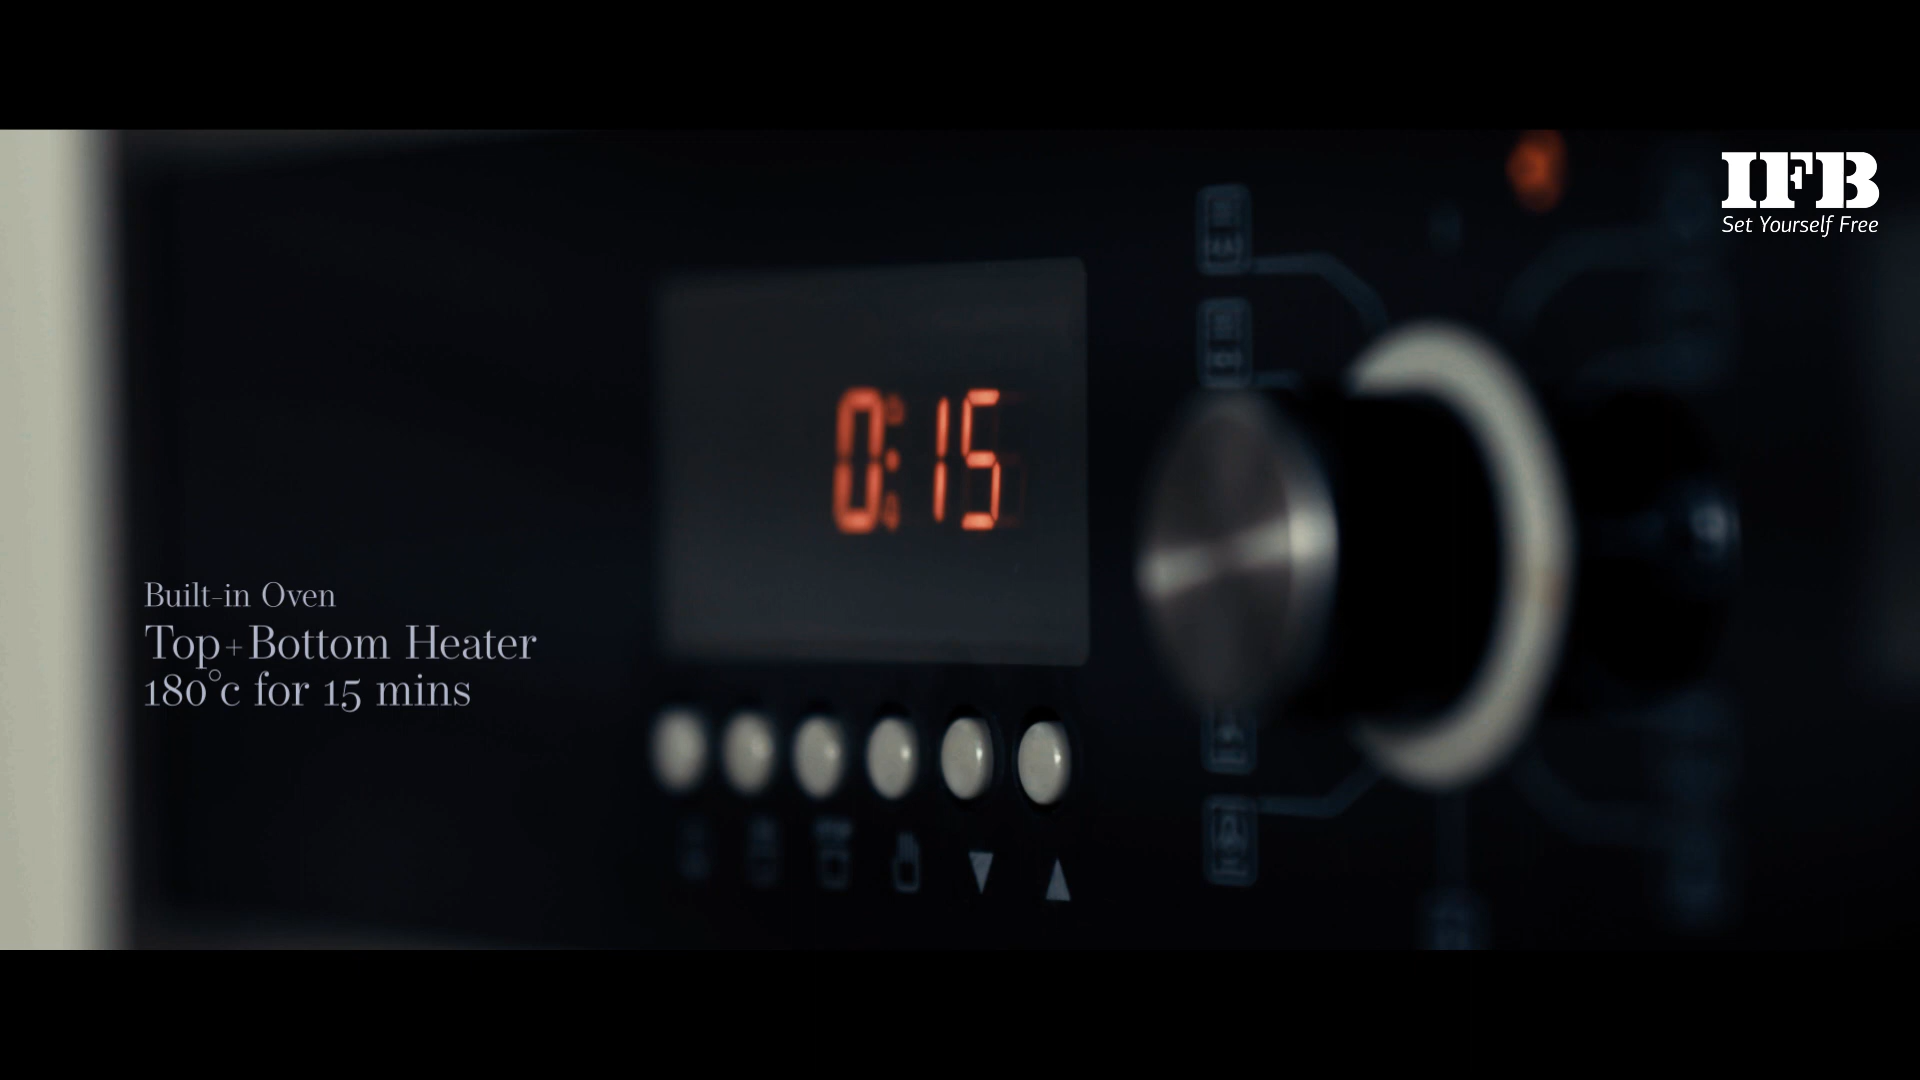 IFB
Set Yourself Free
0:15
Built-in Oven
Top+Bottom Heater
180°c for 15 mins